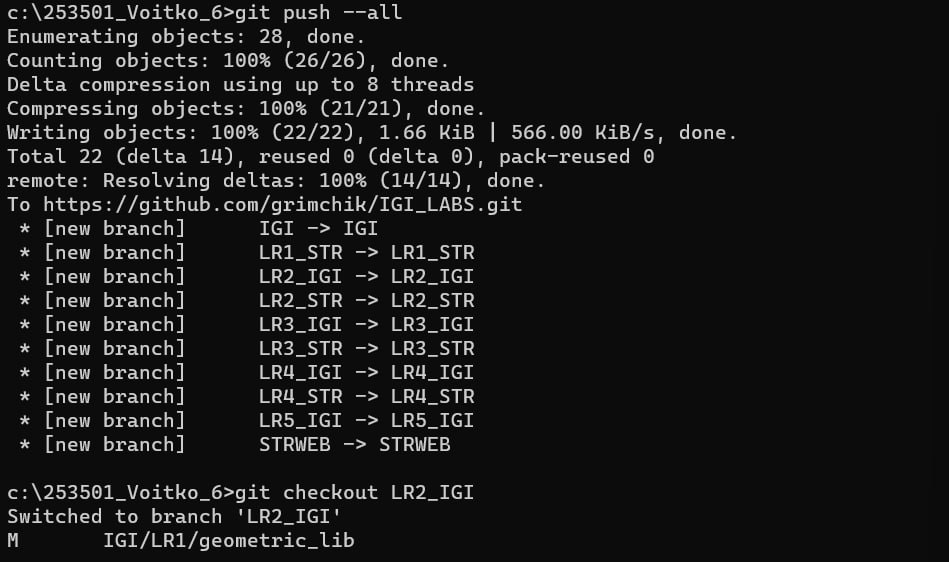 c:\253501_Voitko_6>git push --all
Enumerating objects: 28, done.
Counting objects: 100% (26/26), done.
Delta compression using up to 8 threads
Compressing objects: 100% (21/21), done.
Writing objects: 100% (22/22), 1.66 KiB | 566.00 KiB/s, done.
Total 22 (delta 14), reused 0 (delta 0), pack-reused 0
remote: Resolving deltas: 100% (14/14), done.
To https://github.com/grimchik/IGI_LABS.git
 * [new branch]      IGI -> IGI
 * [new branch]      LR1_STR -> LR1_STR
 * [new branch]      LR2_IGI -> LR2_IGI
 * [new branch]      LR2_STR -> LR2_STR
 * [new branch]      LR3_IGI -> LR3_IGI
 * [new branch]      LR3_STR -> LR3_STR
 * [new branch]      LR4_IGI -> LR4_IGI
 * [new branch]      LR4_STR -> LR4_STR
 * [new branch]      LR5_IGI -> LR5_IGI
 * [new branch]      STRWEB -> STRWEB

c:\253501_Voitko_6>git checkout LR2_IGI
Switched to branch 'LR2_IGI'
M       IGI/LR1/geometric_lib